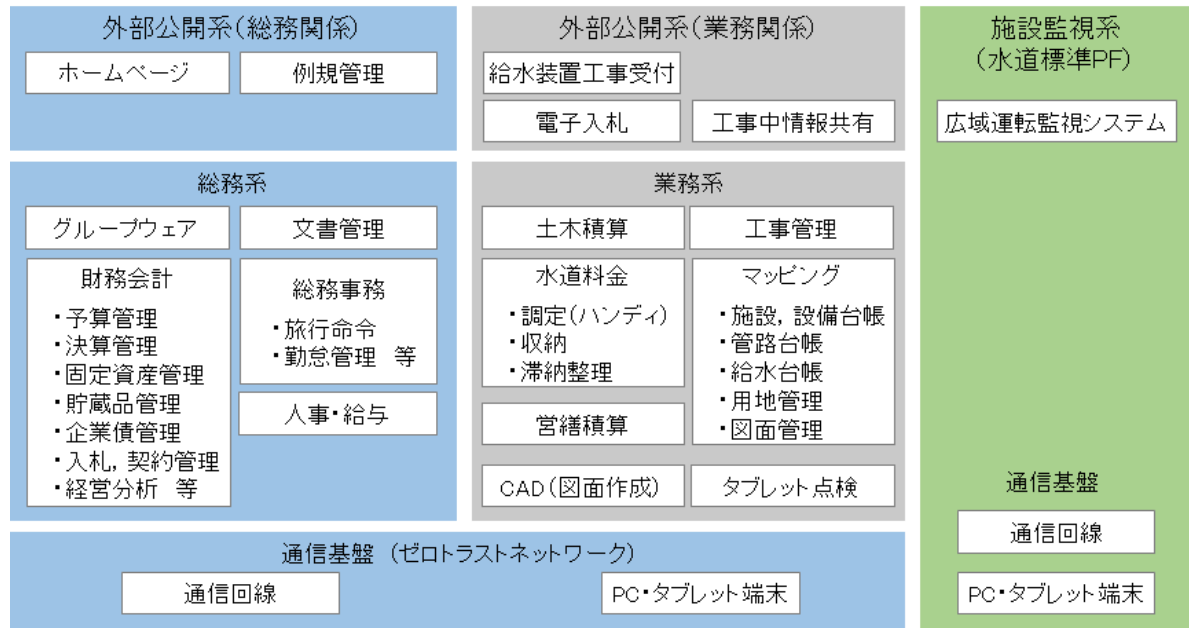 外部公開系(総務関係)
ホームページ
例規管理
外部公開系(業務関係)
給水装置工事受付
電子入札
工事中情報共有
施設監視系
(水道標準PF)
広域運転監視システム
総務系
グループウェア
文書管理
財務会計
・予算管理
・決算管理
・固定資産管理
・貯蔵品管理
・企業債管理
・入札, 契約管理
・経営分析 等
総務事務
・旅行命令
・勤怠管理 等
人事・給与
業務系
土木積算
工事管理
水道料金
・調定(ハンディ)
・収納
・滞納整理
マッピング
・施設, 設備台帳
・管路台帳
・給水台帳
・用地管理
・図面管理
営繕積算
CAD(図面作成)
タブレット点検
通信基盤 (ゼロトラストネットワーク)
通信回線
PC・タブレット端末
通信基盤
通信回線
PC・タブレット端末